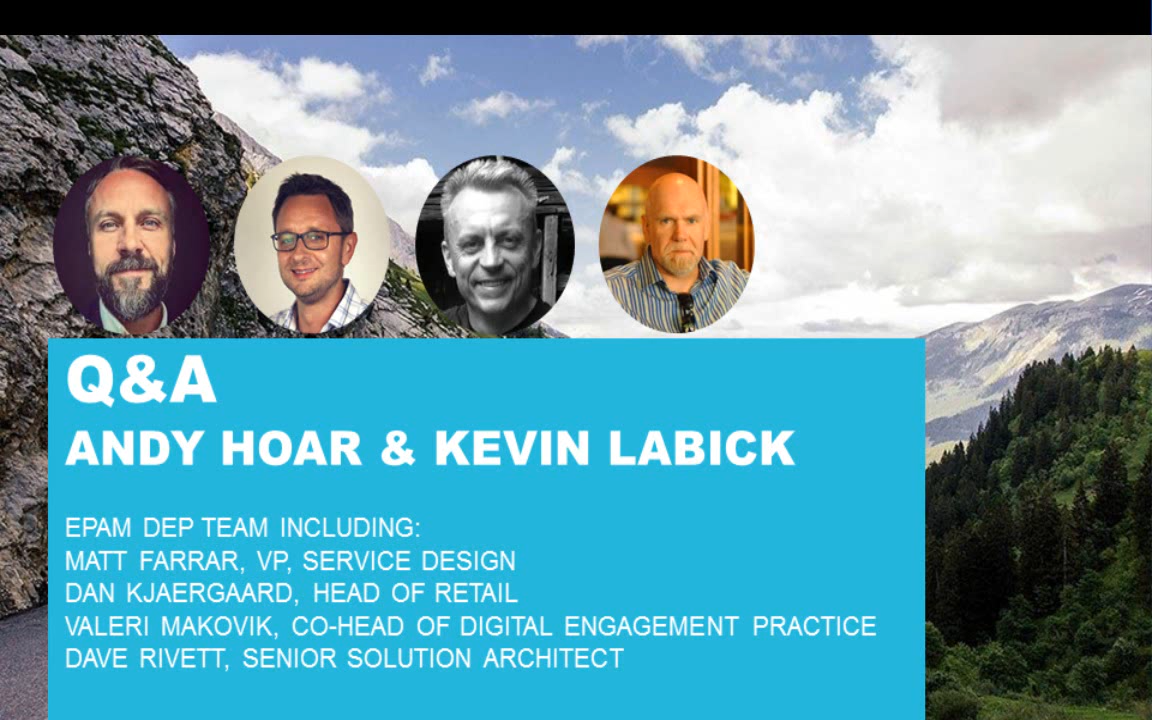 Q&A
ANDY HOAR & KEVIN LABICK
EPAM DEP TEAM INCLUDING:
MATT FARRAR, VP, SERVICE DESIGN
DAN KJAERGAARD, HEAD OF RETAIL
VALERI MAKOVIK, CO-HEAD OF DIGITAL ENGAGEMENT PRACTICE
DAVE RIVETT, SENIOR SOLUTION ARCHITECT